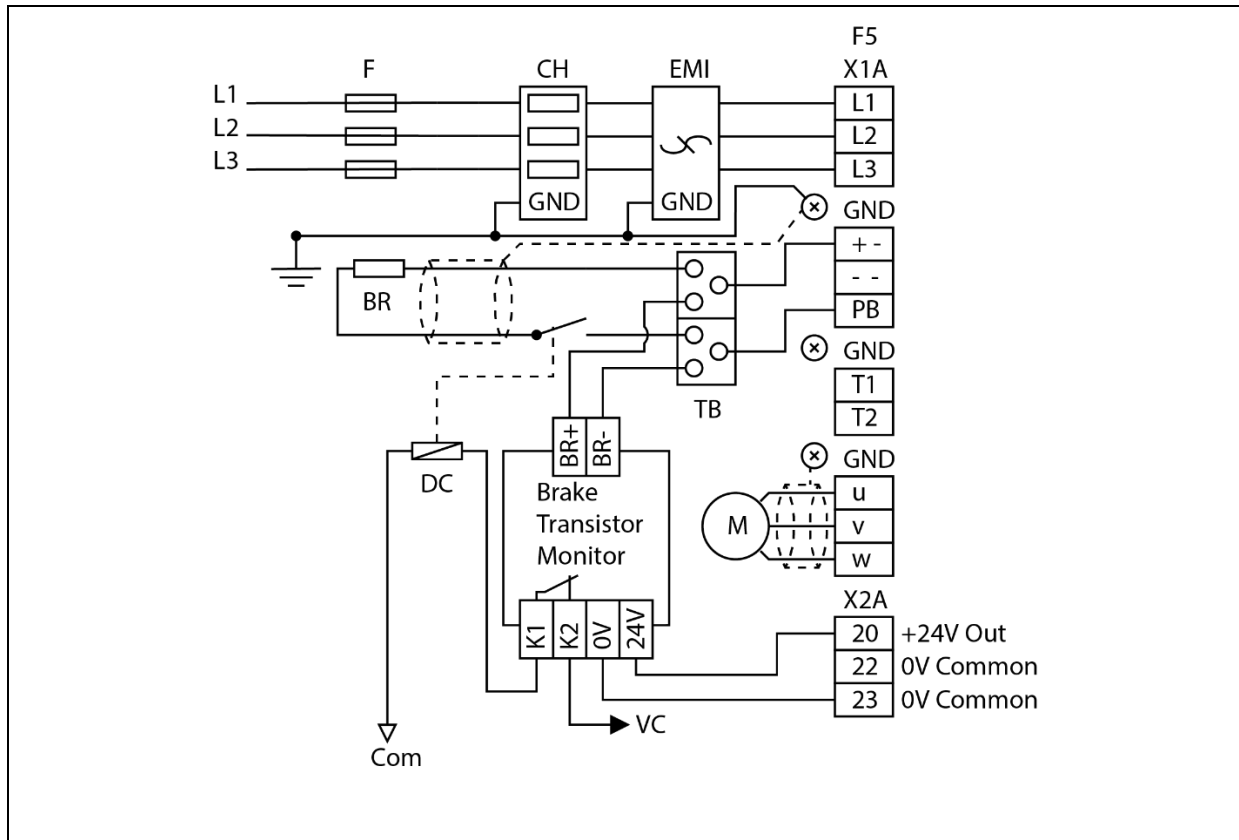 F5
F CH EMI X1A
L1 L1
L2 L2
L3 L3
GND GND GND
+ -
- -
BR PB
GND
T1
TB T2
BR+ BR- GND
DC u
Brake
Transistor M v
Monitor w
X2A
K1 K2 0V 24V 20 +24V Out
22 0V Common
23 0V Common
VC
Com